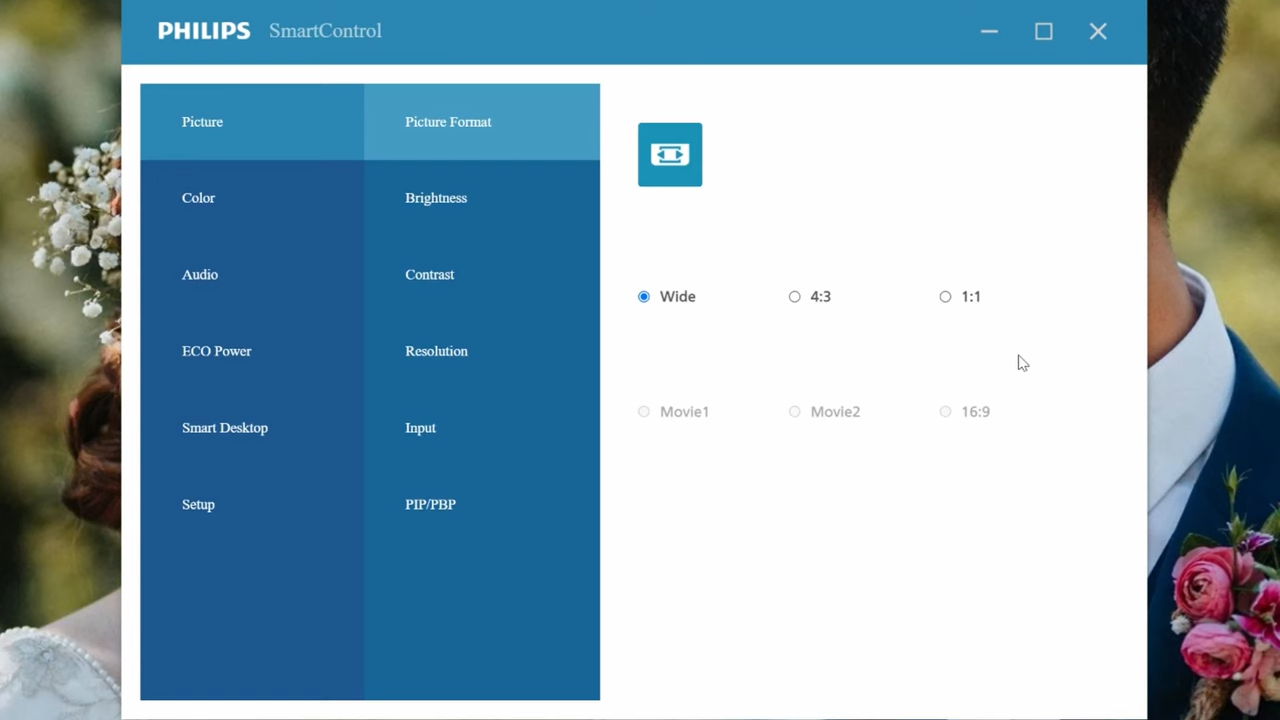 PHILIPS SmartControl
Picture
Color
Audio
ECO Power
Smart Desktop
Setup
Picture Format
Brightness
Contrast
Resolution
Input
PIP/PBP
Wide 4:3 1:1
Movie1 Movie2 16:9